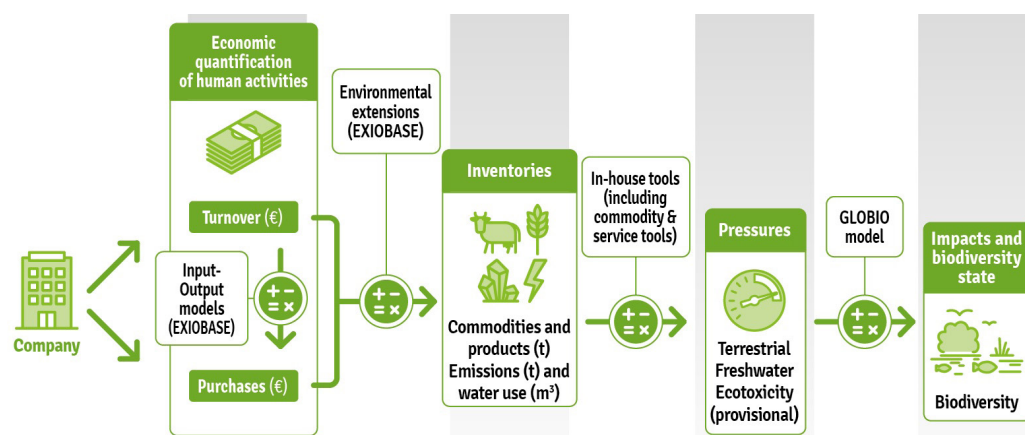 Economic
quantification
of human activities
Turnover (€)
Input-
Output
models
(EXIOBASE)
Purchases (€)
Company
Environmental
extensions
(EXIOBASE)
Inventories
Commodities and
products (t)
Emissions (t) and
water use (m³)
In-house tools
(including
commodity &
service tools)
Pressures
Terrestrial
Freshwater
Ecotoxicity
(provisional)
GLOBIO
model
Impacts and
biodiversity
state
Biodiversity